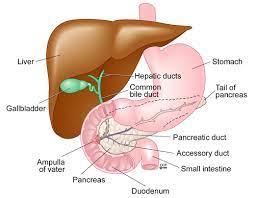 Liver
Stomach
Hepatic ducts
Common
bile duct
Tail of
pancreas
Gallbladder
Pancreatic duct
Ampulla
of vater
Accessory duct
Small intestine
Pancreas
Duodenum